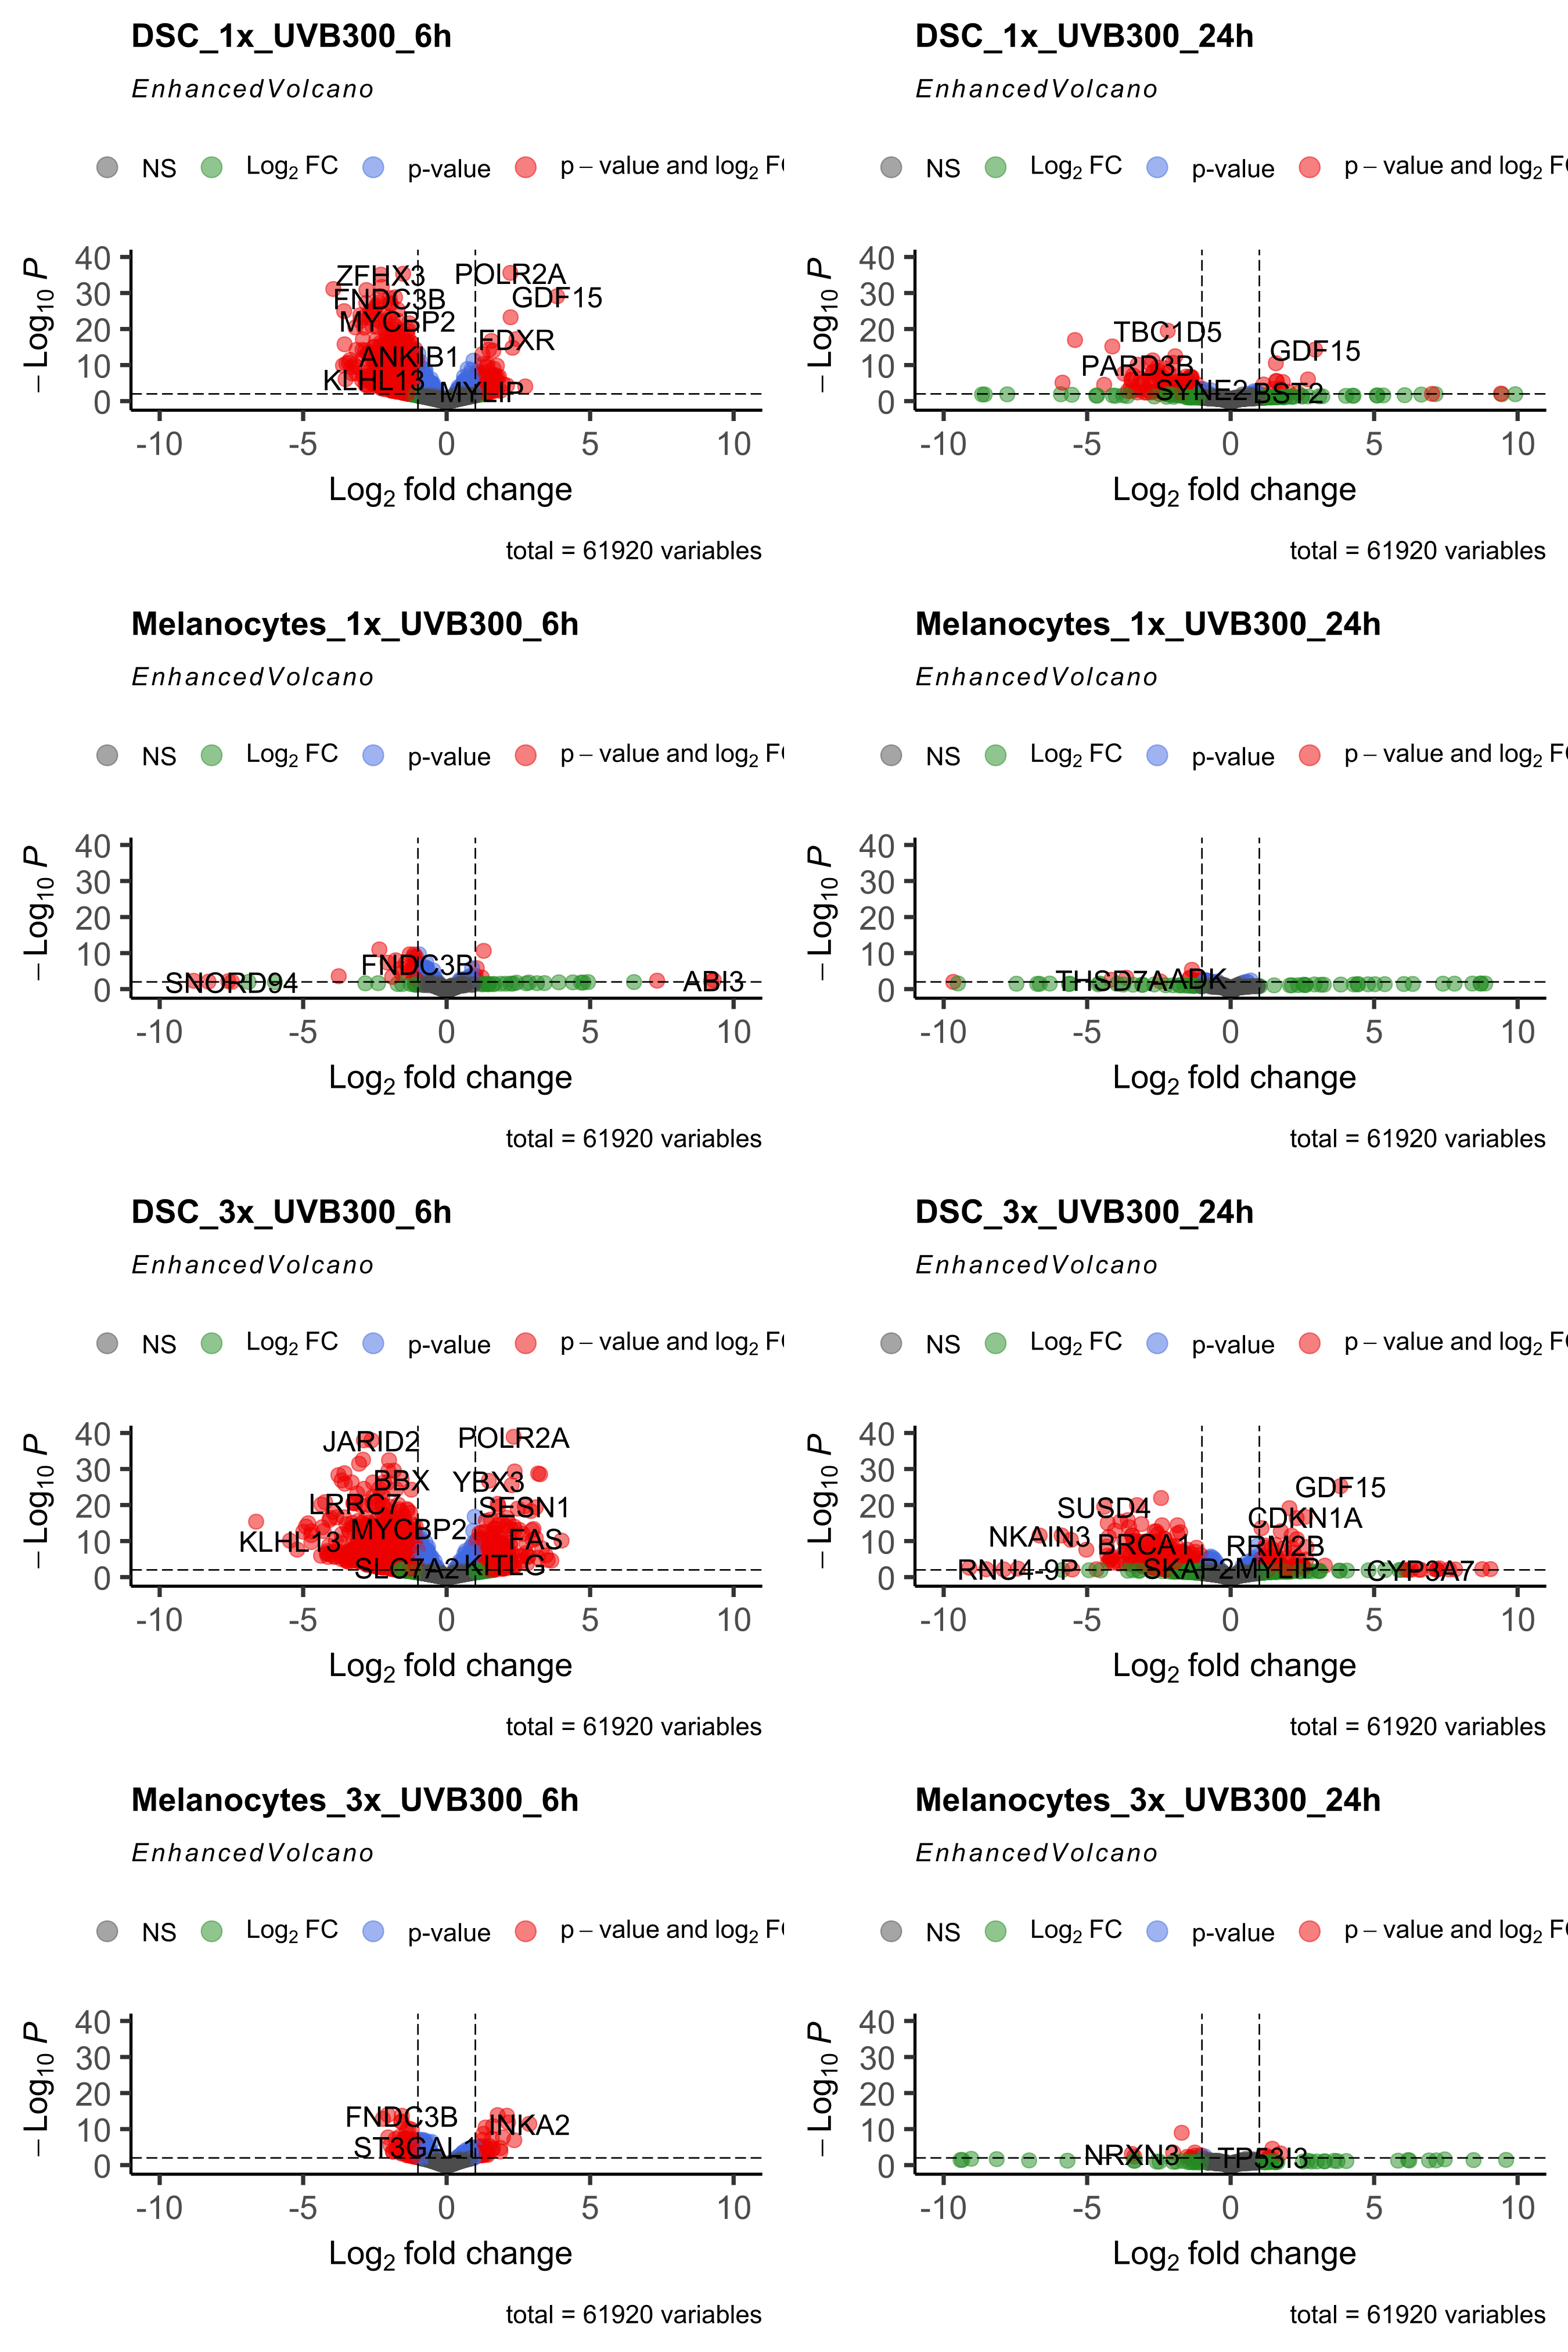 DSC_1x_UVB300_6h
EnhancedVolcano
NS Log2 FC p-value p – value and log2 F
– Log10 P
40
30
20
10
0
ZFHX3
POLR2A
FNDC3B
GDF15
MYCBP2
FDXR
ANKIB1
KLHL13
MYLIP
-10 -5 0 5 10
Log2 fold change
total = 61920 variables
DSC_1x_UVB300_24h
EnhancedVolcano
NS Log2 FC p-value p – value and log2 F
– Log10 P
40
30
20
10
0
TBC1D5
GDF15
PARD3B
SYNE2
BST2
-10 -5 0 5 10
Log2 fold change
total = 61920 variables
Melanocytes_1x_UVB300_6h
EnhancedVolcano
NS Log2 FC p-value p – value and log2 F
– Log10 P
40
30
20
10
0
FNDC3B
SNORD94
ABI3
-10 -5 0 5 10
Log2 fold change
total = 61920 variables
Melanocytes_1x_UVB300_24h
EnhancedVolcano
NS Log2 FC p-value p – value and log2 F
– Log10 P
40
30
20
10
0
THSD7A
ADK
-10 -5 0 5 10
Log2 fold change
total = 61920 variables
DSC_3x_UVB300_6h
EnhancedVolcano
NS Log2 FC p-value p – value and log2 F
– Log10 P
40
30
20
10
0
JARID2
POLR2A
BBX
YBX3
LRRC7
SESN1
MYCBP2
KLHL13
FAS
SLC7A2
KITLG
-10 -5 0 5 10
Log2 fold change
total = 61920 variables
DSC_3x_UVB300_24h
EnhancedVolcano
NS Log2 FC p-value p – value and log2 F
– Log10 P
40
30
20
10
0
GDF15
SUSD4
CDKN1A
NKAIN3
BRCA1
RRM2B
RNU4-9P
SKAP2
MYLIP
CYP3A7
-10 -5 0 5 10
Log2 fold change
total = 61920 variables
Melanocytes_3x_UVB300_6h
EnhancedVolcano
NS Log2 FC p-value p – value and log2 F
– Log10 P
40
30
20
10
0
FNDC3B
INKA2
ST3GAL1
-10 -5 0 5 10
Log2 fold change
total = 61920 variables
Melanocytes_3x_UVB300_24h
EnhancedVolcano
NS Log2 FC p-value p – value and log2 F
– Log10 P
40
30
20
10
0
NRXN3
TP53I3
-10 -5 0 5 10
Log2 fold change
total = 61920 variables